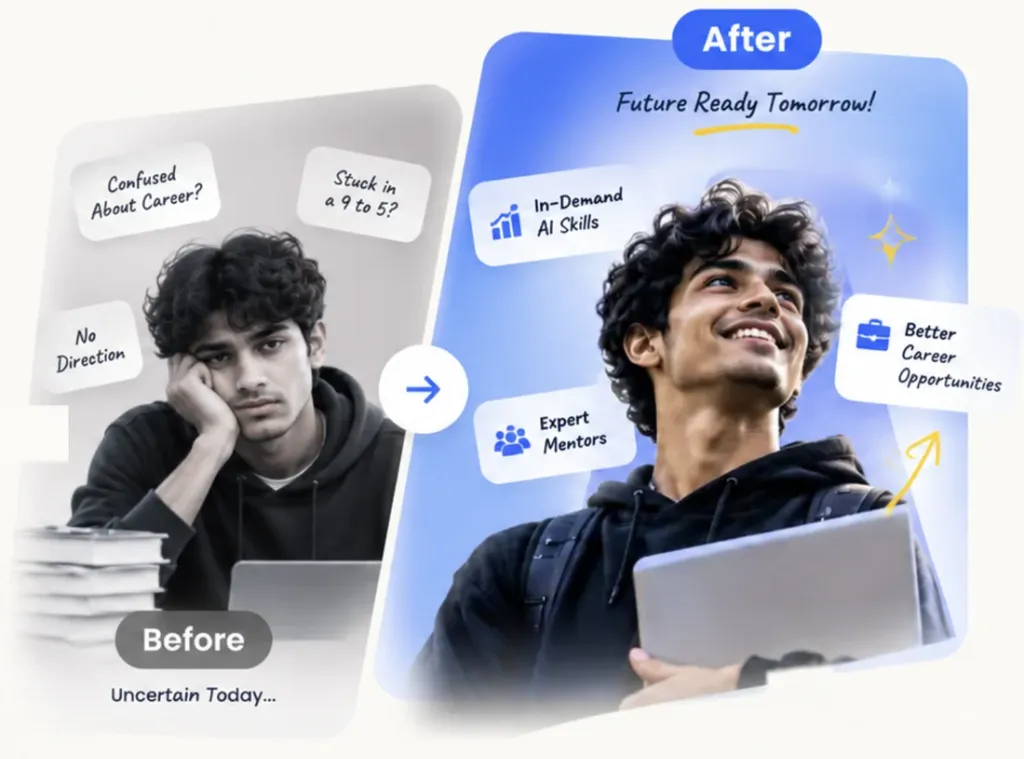 After
Future Ready Tomorrow!
Confused
About Career?
Stuck in
a 9 to 5?
No
Direction
In-Demand
AI Skills
Better
Career
Opportunities
Expert
Mentors
Before
Uncertain Today...